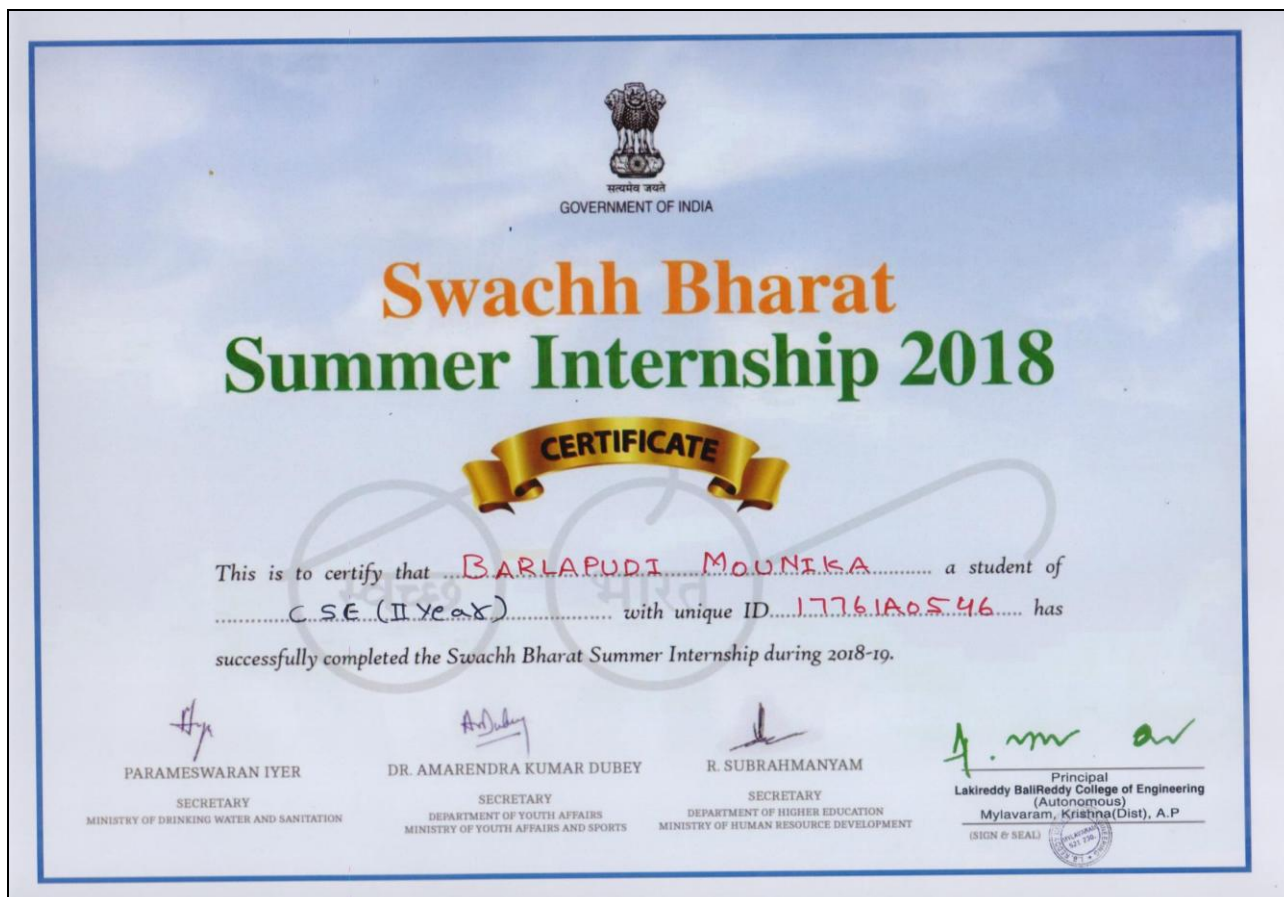 सत्यमेव जयते
GOVERNMENT OF INDIA
Swachh Bharat
Summer Internship 2018
CERTIFICATE
स्वच्छ भारत
This is to certify that BARLAPUDI MOUNIKA a student of
CSE (II Year) with unique ID 17761A0546 has
successfully completed the Swachh Bharat Summer Internship during 2018-19.
PARAMESWARAN IYER
SECRETARY
MINISTRY OF DRINKING WATER AND SANITATION
DR. AMARENDRA KUMAR DUBEY
SECRETARY
DEPARTMENT OF YOUTH AFFAIRS
MINISTRY OF YOUTH AFFAIRS AND SPORTS
R. SUBRAHMANYAM
SECRETARY
DEPARTMENT OF HIGHER EDUCATION
MINISTRY OF HUMAN RESOURCE DEVELOPMENT
Principal
Lakireddy BaliReddy College of Engineering
(Autonomous)
Mylavaram, Krishna(Dist), A.P
(SIGN & SEAL)